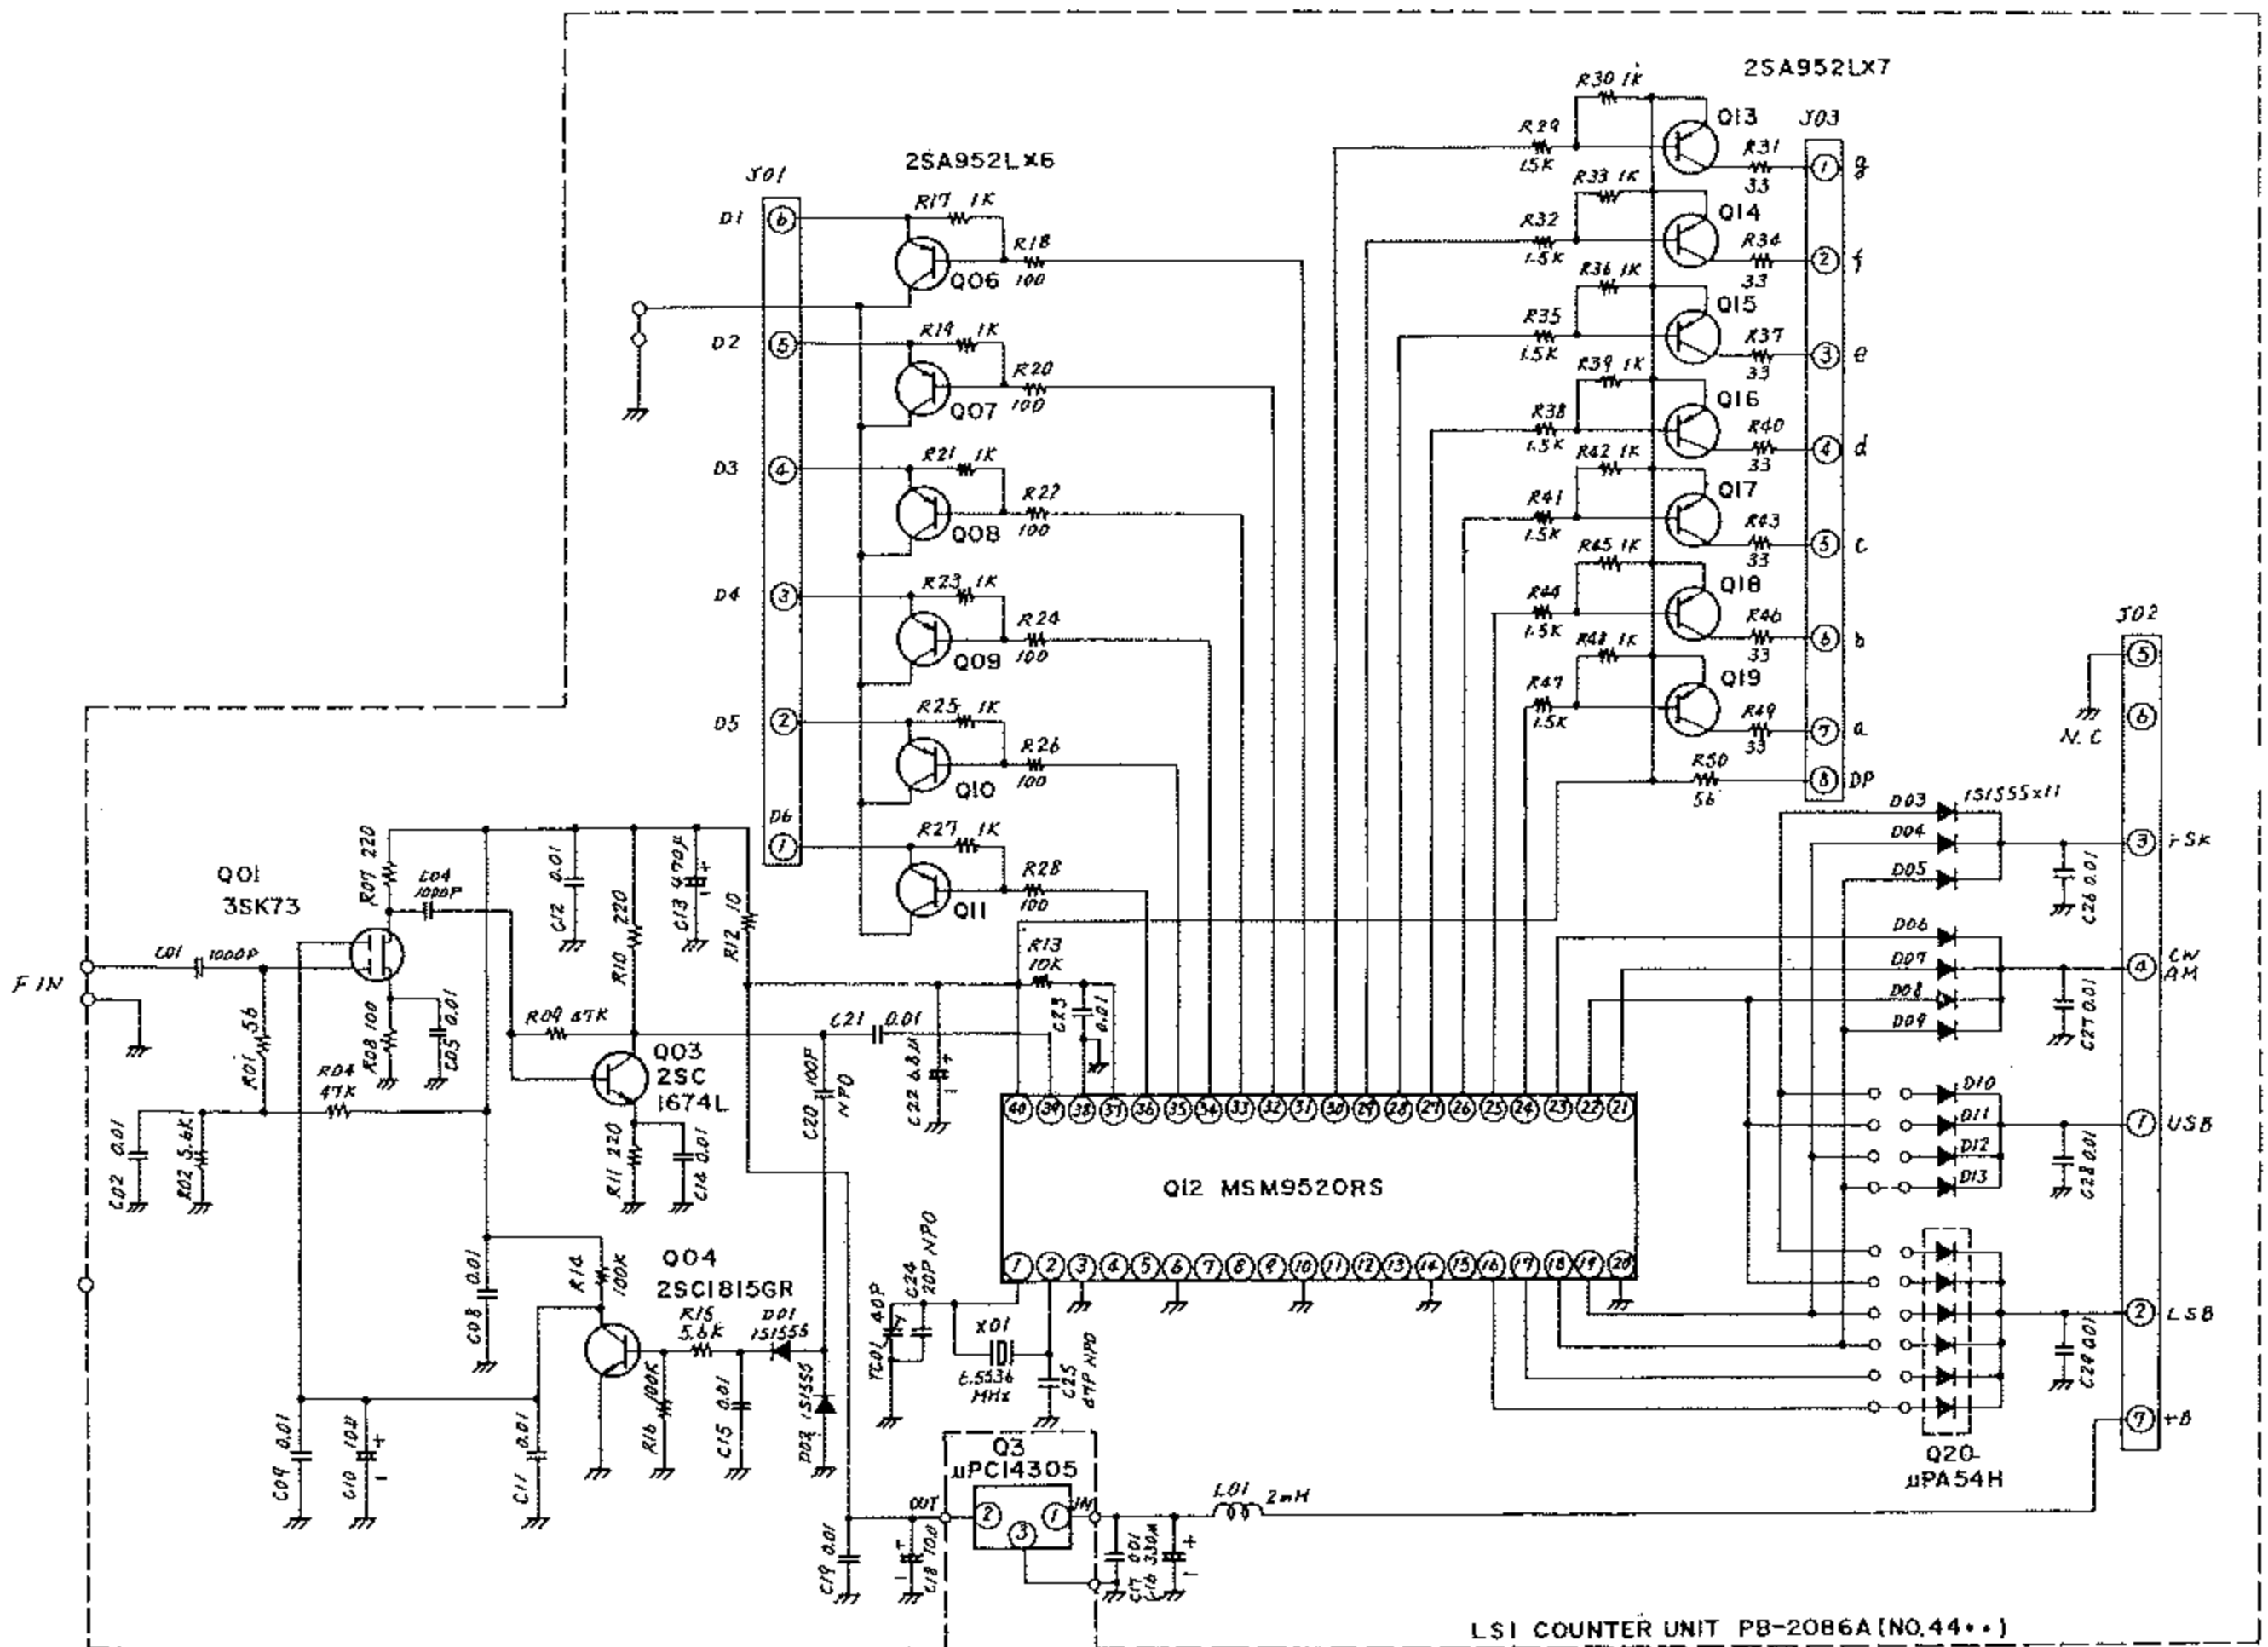 2SA952LX7
R30 1K
Q13
J03
R29
1.5K
R31
33
1
g
R33 1K
Q14
R32
1.5K
R34
33
2
f
R36 1K
Q15
R35
1.5K
R37
33
3
e
R39 1K
Q16
R38
1.5K
R40
33
4
d
R42 1K
Q17
R41
1.5K
R43
33
5
c
R45 1K
Q18
R44
1.5K
R46
33
6
b
R48 1K
Q19
R47
1.5K
R49
33
7
a
R50
56
8
DP
2SA952LX6
J01
D1
6
R17 1K
R18
100
Q06
D2
5
R19 1K
R20
100
Q07
D3
4
R21 1K
R22
100
Q08
D4
3
R23 1K
R24
100
Q09
D5
2
R25 1K
R26
100
Q10
D6
1
R27 1K
R28
100
Q11
J02
5
6
N.C
D03
1S1555x11
D04
D05
3
FSK
C26 0.01
D06
D07
D08
D09
4
CW
AM
C27 0.01
D10
D11
D12
D13
1
USB
C28 0.01
2
LSB
C29 0.01
7
+B
Q20
µPA54H
F IN
C01
1000P
Q01
3SK73
R07 220
C04
1000P
R01 56
R08 100
C05 0.01
R04
47K
C02 0.01
R02 5.6K
C12 0.01
R10 220
C13 470µ
+
R12 10
R09 47K
Q03
2SC
1674L
R11 220
C14 0.01
C21 0.01
C20 100P
NPO
C22 6.8µ
+
-
R13
10K
C23
0.01
40 39 38 37 36 35 34 33 32 31 30 29 28 27 26 25 24 23 22 21
Q12 MSM9520RS
1 2 3 4 5 6 7 8 9 10 11 12 13 14 15 16 17 18 19 20
C08 0.01
R14
100K
Q04
2SC1815GR
R15
5.6K
D01
1S1555
R16 100K
C15 0.01
D02 1S1555
C09 0.01
C10 10µ
+
-
C11 0.01
TC01 40P
C24
20P NPO
X01
6.5536
MHz
C25
47P NPO
Q3
µPC14305
OUT
2
3
1
IN
C19 0.01
C18 10µ
+
-
C17 0.01
C16 330µ
+
-
L01
2mH
LSI COUNTER UNIT PB-2086A (NO.44••)